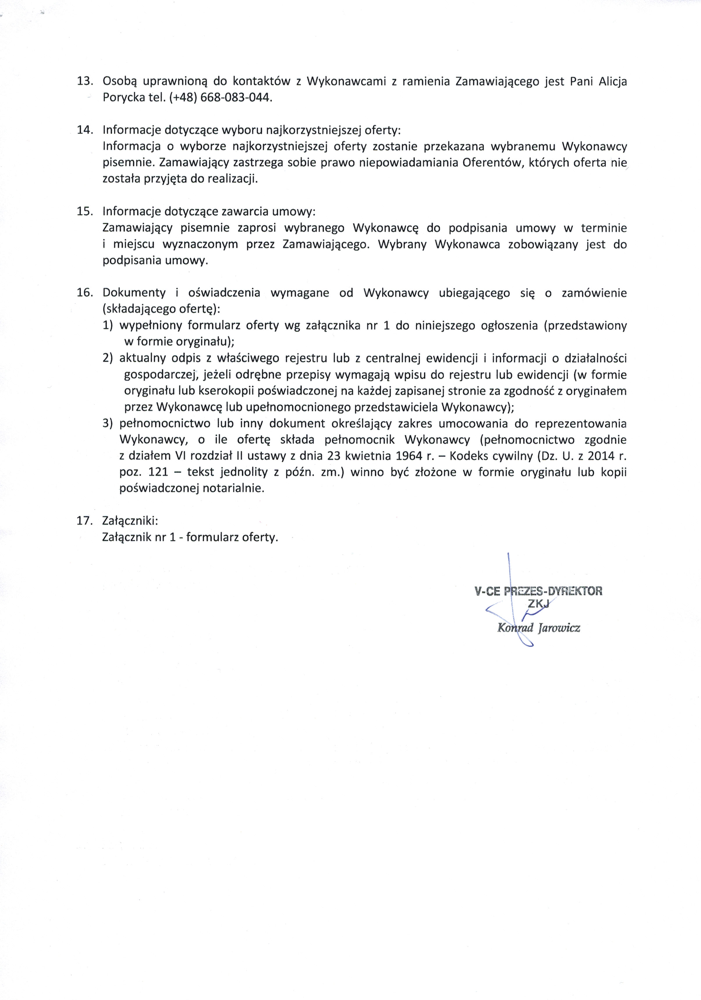 13. Osobą uprawnioną do kontaktów z Wykonawcami z ramienia Zamawiającego jest Pani Alicja
Porycka tel. (+48) 668-083-044.
14. Informacje dotyczące wyboru najkorzystniejszej oferty:
Informacja o wyborze najkorzystniejszej oferty zostanie przekazana wybranemu Wykonawcy
pisemnie. Zamawiający zastrzega sobie prawo niepowiadamiania Oferentów, których oferta nie
została przyjęta do realizacji.
15. Informacje dotyczące zawarcia umowy:
Zamawiający pisemnie zaprosi wybranego Wykonawcę do podpisania umowy w terminie
i miejscu wyznaczonym przez Zamawiającego. Wybrany Wykonawca zobowiązany jest do
podpisania umowy.
16. Dokumenty i oświadczenia wymagane od Wykonawcy ubiegającego się o zamówienie
(składającego ofertę):
1) wypełniony formularz oferty wg załącznika nr 1 do niniejszego ogłoszenia (przedstawiony
w formie oryginału);
2) aktualny odpis z właściwego rejestru lub z centralnej ewidencji i informacji o działalności
gospodarczej, jeżeli odrębne przepisy wymagają wpisu do rejestru lub ewidencji (w formie
oryginału lub kserokopii poświadczonej na każdej zapisanej stronie za zgodność z oryginałem
przez Wykonawcę lub upełnomocnionego przedstawiciela Wykonawcy);
3) pełnomocnictwo lub inny dokument określający zakres umocowania do reprezentowania
Wykonawcy, o ile ofertę składa pełnomocnik Wykonawcy (pełnomocnictwo zgodnie
z działem VI rozdział II ustawy z dnia 23 kwietnia 1964 r. – Kodeks cywilny (Dz. U. z 2014 r.
poz. 121 – tekst jednolity z późn. zm.) winno być złożone w formie oryginału lub kopii
poświadczonej notarialnie.
17. Załączniki:
Załącznik nr 1 - formularz oferty.
V-CE PREZES-DYREKTOR
ZKJ
Konrad Jarowicz